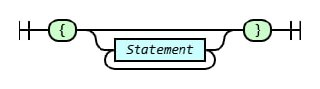 { Statement }